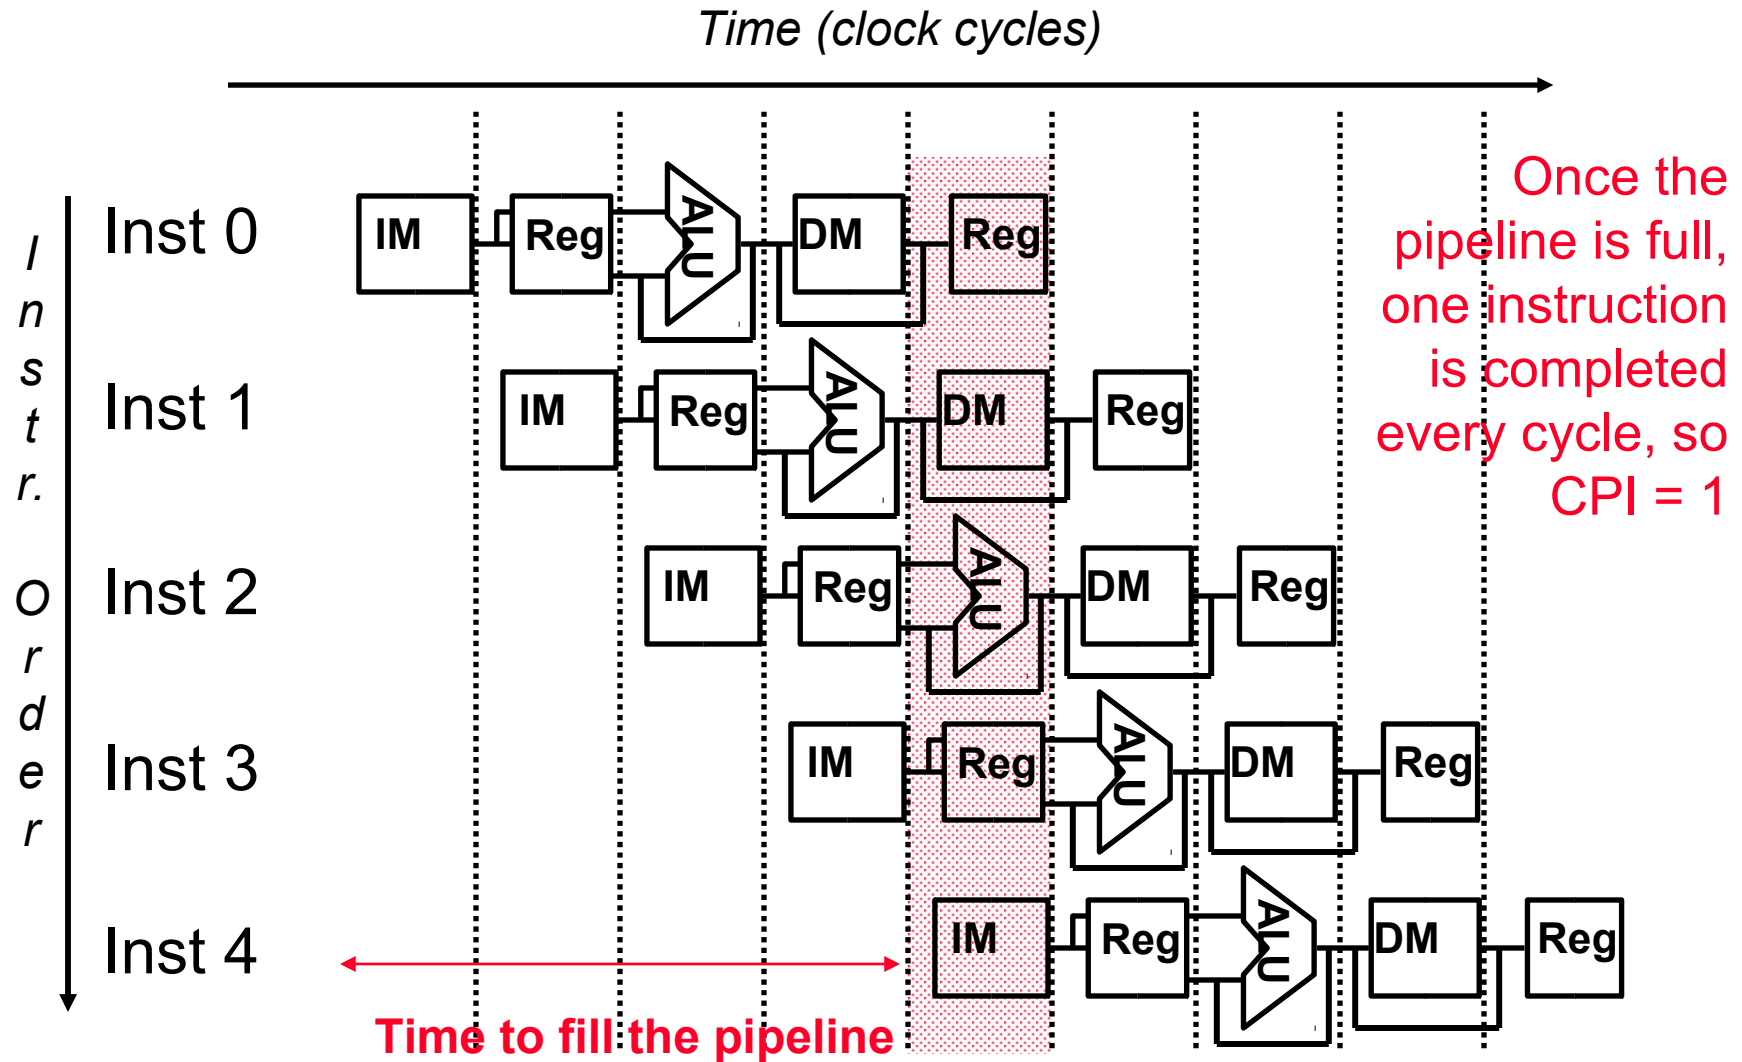 Time (clock cycles)
Instr. Order
Inst 0 IM Reg ALU DM Reg
Inst 1 IM Reg ALU DM Reg
Inst 2 IM Reg ALU DM Reg
Inst 3 IM Reg ALU DM Reg
Inst 4 IM Reg ALU DM Reg
Once the
pipeline is full,
one instruction
is completed
every cycle, so
CPI = 1
Time to fill the pipeline